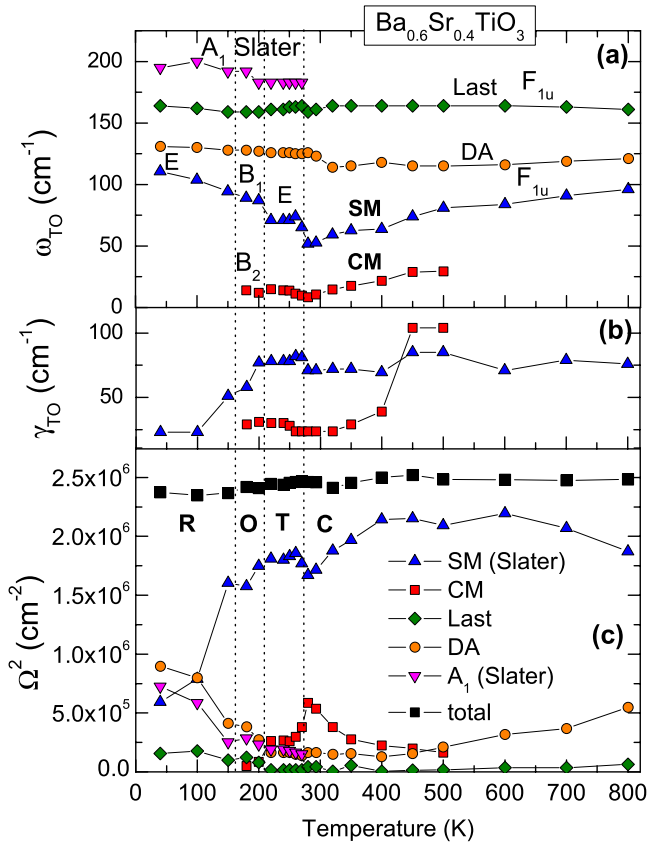 Ba0.6Sr0.4TiO3
A1 Slater (a)
200
Last F1u
150
DA
E B1 E F1u
100
SM
50
B2 CM
0
ωTO (cm-1)
(b)
100
50
γTO (cm-1)
2.5x10^6
R O T C
2.0x10^6
SM (Slater)
1.5x10^6
CM
Last (c)
1.0x10^6
DA
A1 (Slater)
5.0x10^5
total
0.0
Ω^2 (cm-2)
0 100 200 300 400 500 600 700 800
Temperature (K)